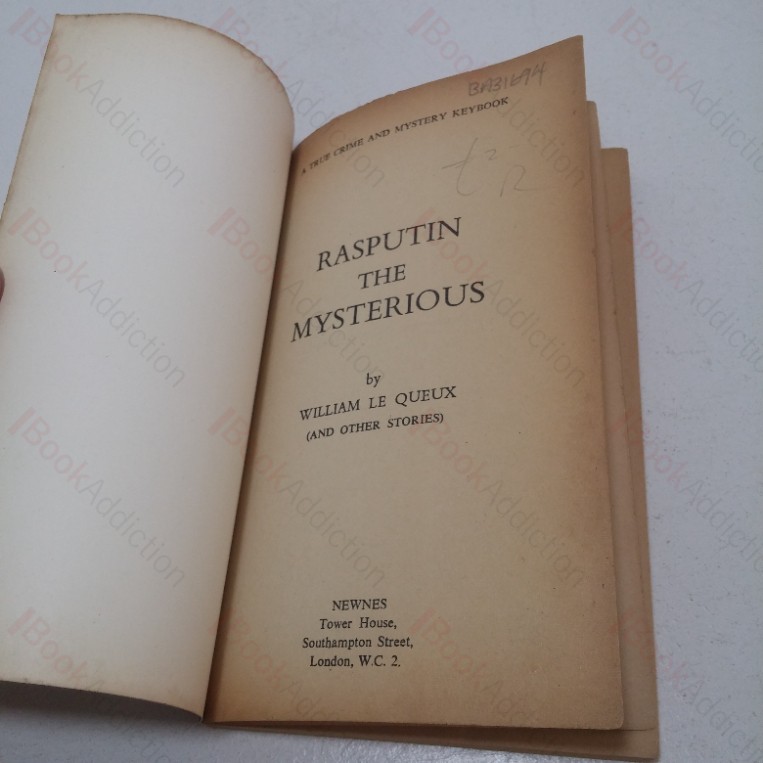 BA31694
A TRUE CRIME AND MYSTERY KEYBOOK
RASPUTIN
THE
MYSTERIOUS
by
WILLIAM LE QUEUX
(AND OTHER STORIES)
NEWNES
Tower House,
Southampton Street,
London, W.C. 2.
BookAddiction